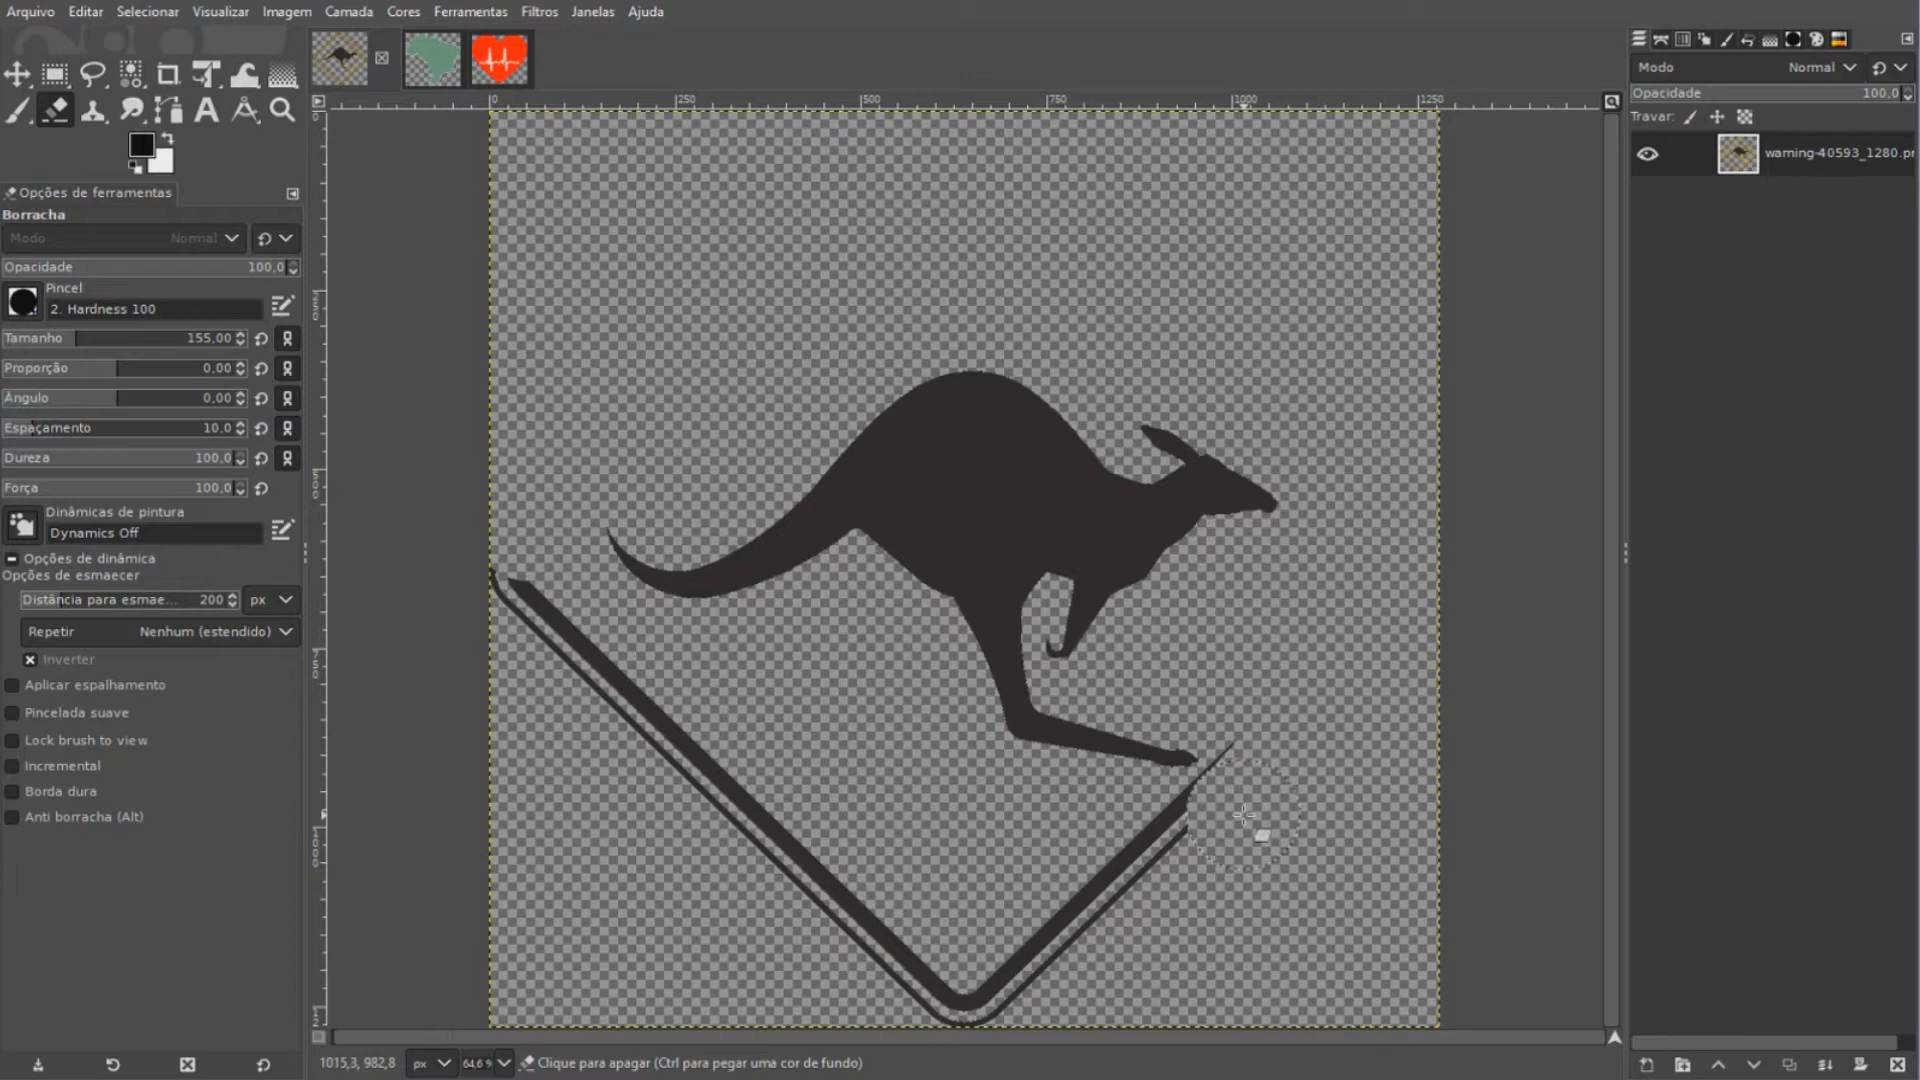 Arquivo Editar Selecionar Visualizar Imagem Camada Cores Ferramentas Filtros Janelas Ajuda
Modo Normal
Opacidade 100,0
Travar:
warning-40593_1280.pr
0 250 500 750 1000 1250
Opções de ferramentas
Borracha
Modo Normal
Opacidade 100,0
Pincel
2. Hardness 100
Tamanho 155,00
Proporção 0,00
Ângulo 0,00
Espaçamento 10,0
Dureza 100,0
Força 100,0
Dinâmicas de pintura
Dynamics Off
Opções de dinâmica
Opções de esmaecer
Distância para esmae... 200 px
Repetir Nenhum (estendido)
Inverter
Aplicar espalhamento
Pincelada suave
Lock brush to view
Incremental
Borda dura
Anti borracha (Alt)
1015,3, 982,8 px 64,6 % Clique para apagar (Ctrl para pegar uma cor de fundo)